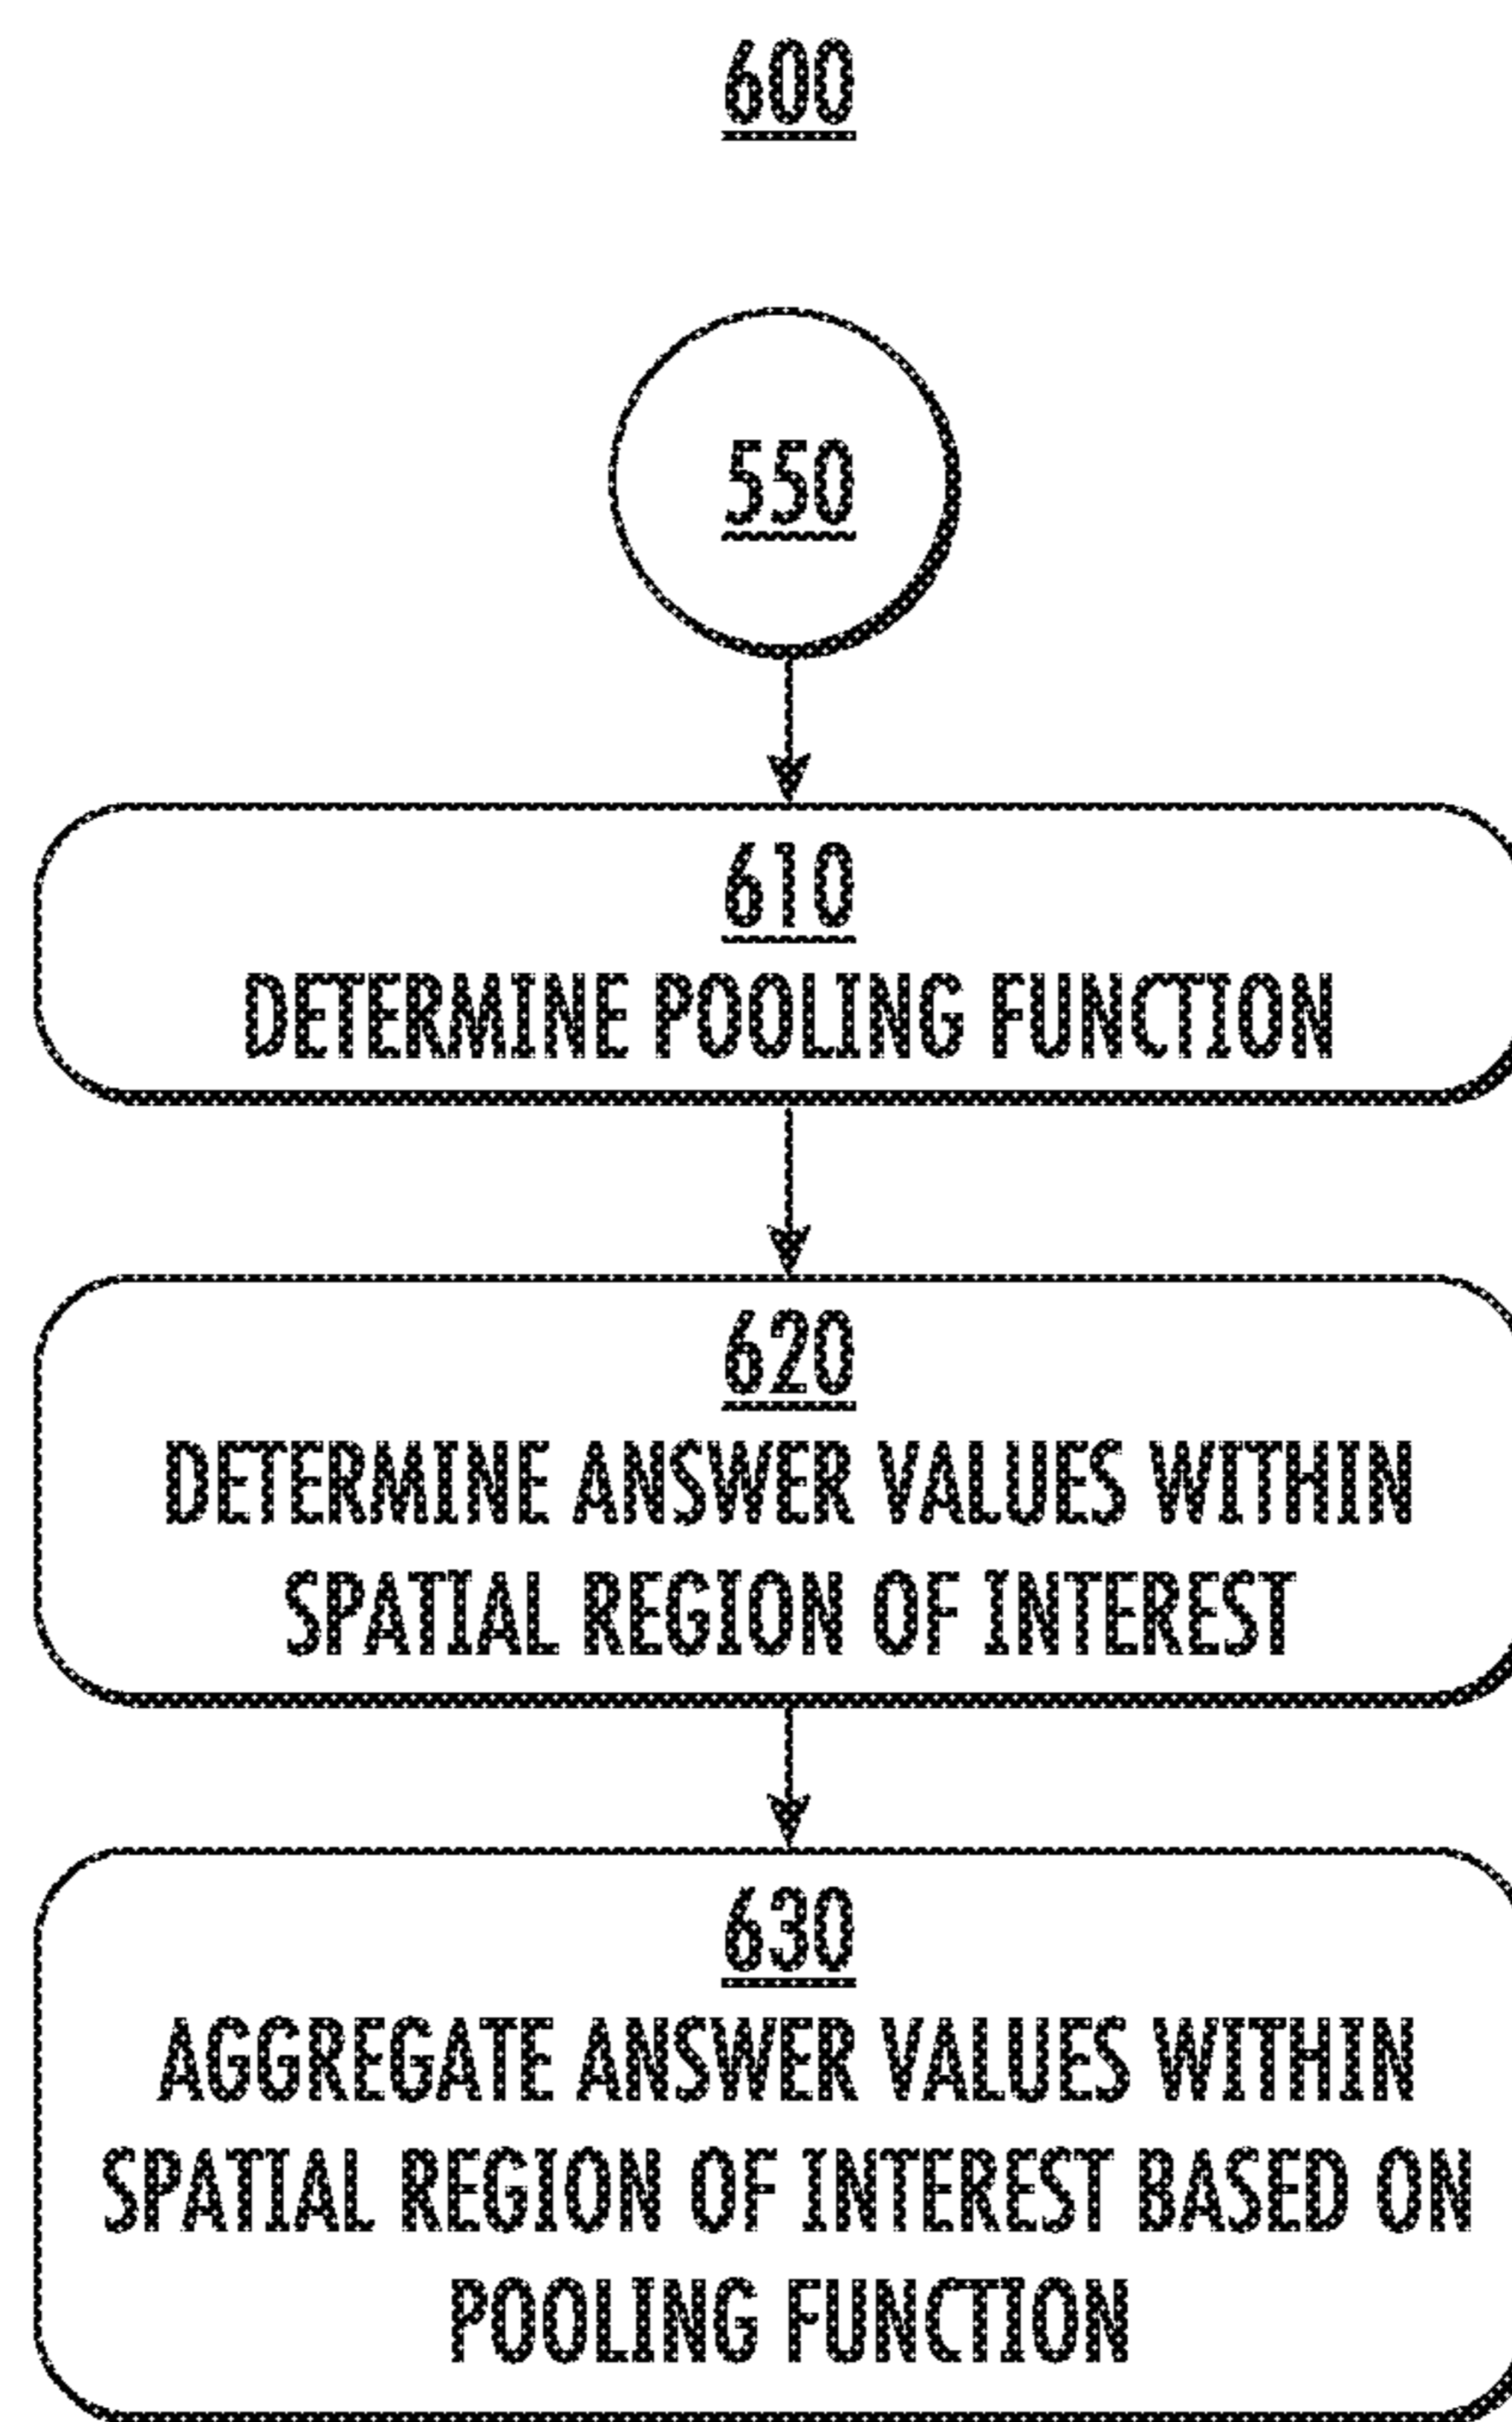 600
550
610
DETERMINE POOLING FUNCTION
620
DETERMINE ANSWER VALUES WITHIN
SPATIAL REGION OF INTEREST
630
AGGREGATE ANSWER VALUES WITHIN
SPATIAL REGION OF INTEREST BASED ON
POOLING FUNCTION